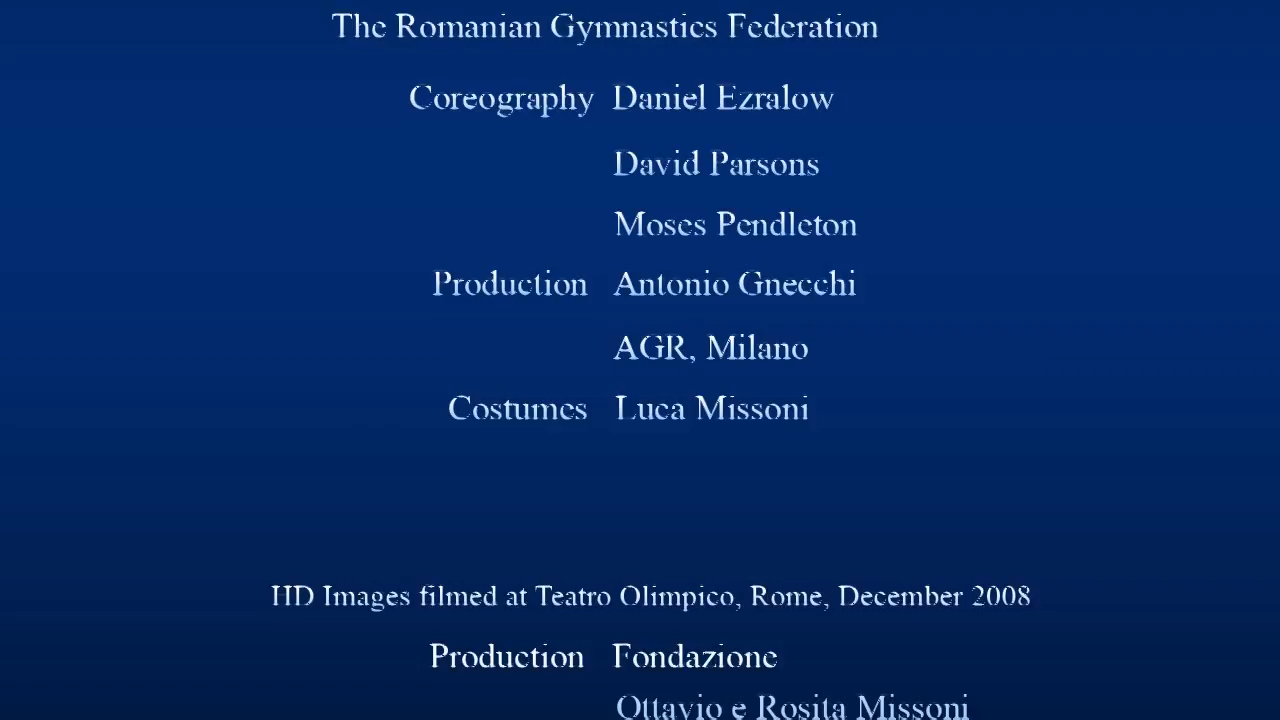 The Romanian Gymnastics Federation
Coreography Daniel Ezralow
David Parsons
Moses Pendleton
Production Antonio Gnecchi
AGR, Milano
Costumes Luca Missoni
HD Images filmed at Teatro Olimpico, Rome, December 2008
Production Fondazione
Ottavio e Rosita Missoni